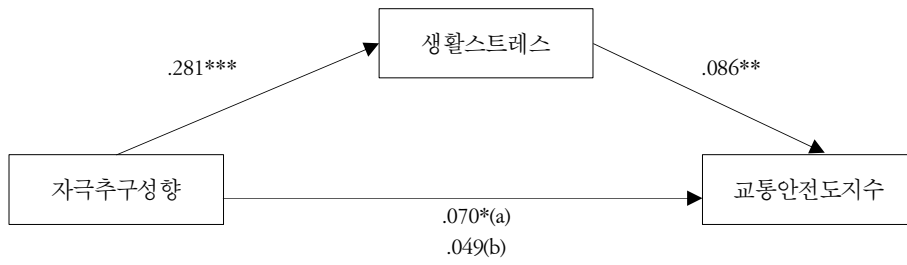 생활스트레스
.281***
.086**
자극추구성향
교통안전도지수
.070*(a)
.049(b)